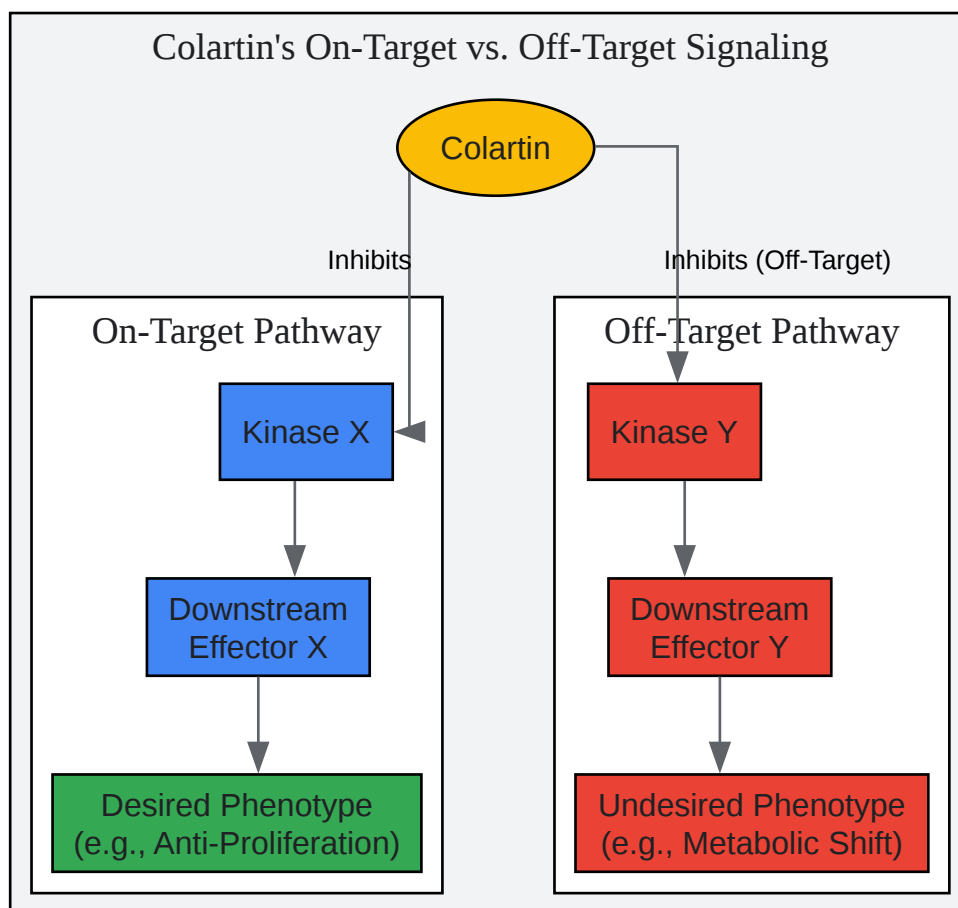 Colartin's On-Target vs. Off-Target Signaling
Colartin
Inhibits
Inhibits (Off-Target)
On-Target Pathway
Kinase X
Downstream
Effector X
Desired Phenotype
(e.g., Anti-Proliferation)
Off-Target Pathway
Kinase Y
Downstream
Effector Y
Undesired Phenotype
(e.g., Metabolic Shift)